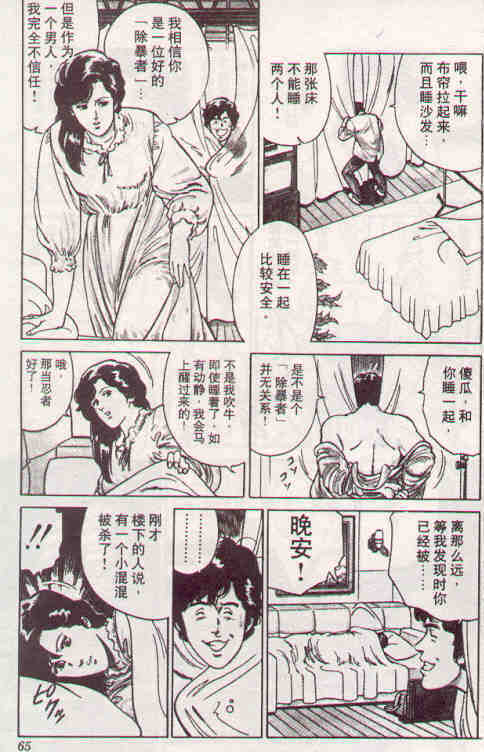 喂，干嘛
布帘拉起来，
而且睡沙发…
那张床
不能睡
两个人！
睡在一起
比较安全。
我相信你
是一位好的
「除暴者」…
但是作为
一个男人，
我完全不信任！
傻瓜，和
你睡一起，
是不是个
「除暴者」
并无关系！
コソ
コソ
不是我吹牛，
即使睡着了，如
有动静，我会马
上醒过来的！
哦，
那当忍者
好了！
离那么远，
等我发现时你
已经被……
晚安！
………
………
刚才
楼下的人说，
有一个小混混
被杀了！
!!
ピクッ
65